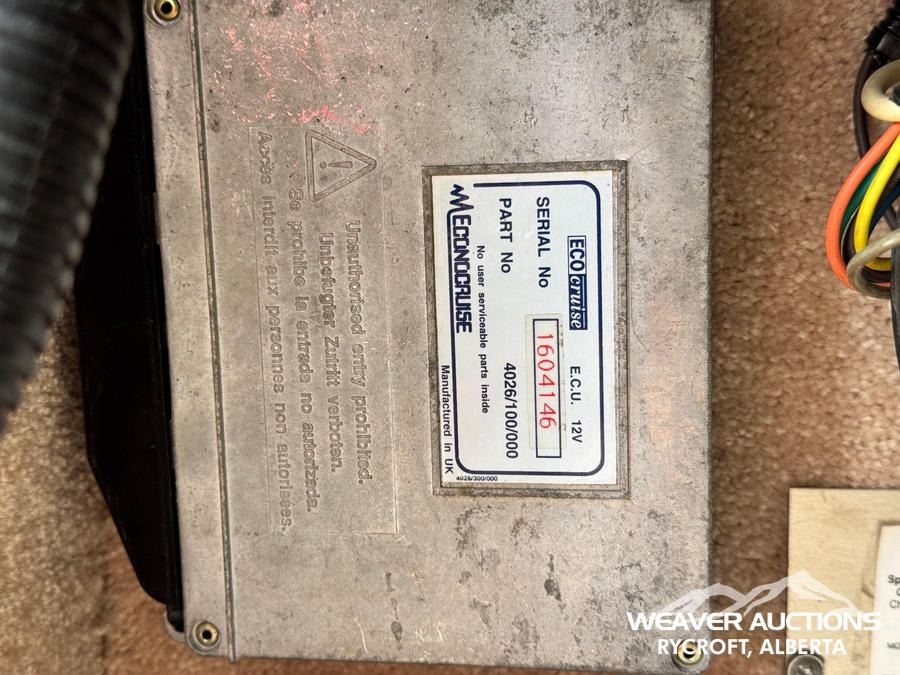 ECOcruise E.C.U. 12V
SERIAL No 1604146
PART No 4026/100/000
No user serviceable parts inside
ECONOCRUISE Manufactured in UK
4026/300/000
Unauthorised entry prohibited.
Unbefugter Zutritt verboten.
Se prohibe la entrada no autorizada.
Accès interdit aux personnes non autorisées.
Sp
WEAVER AUCTIONS
RYCROFT, ALBERTA